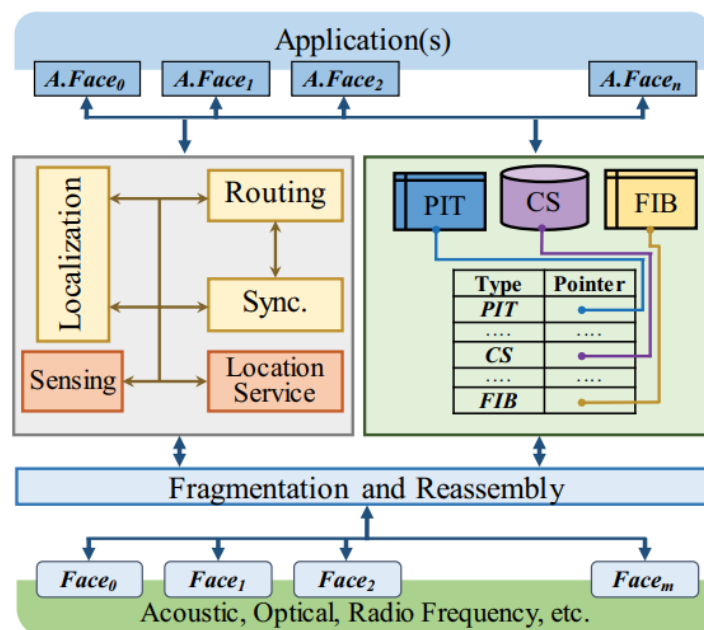 Application(s)
A.Face0 A.Face1 A.Face2 A.Facen
Localization
Routing
Sync.
Sensing
Location
Service
PIT CS FIB
Type Pointer
PIT
.... ....
CS
.... ....
FIB
Fragmentation and Reassembly
Face0 Face1 Face2 Facem
Acoustic, Optical, Radio Frequency, etc.